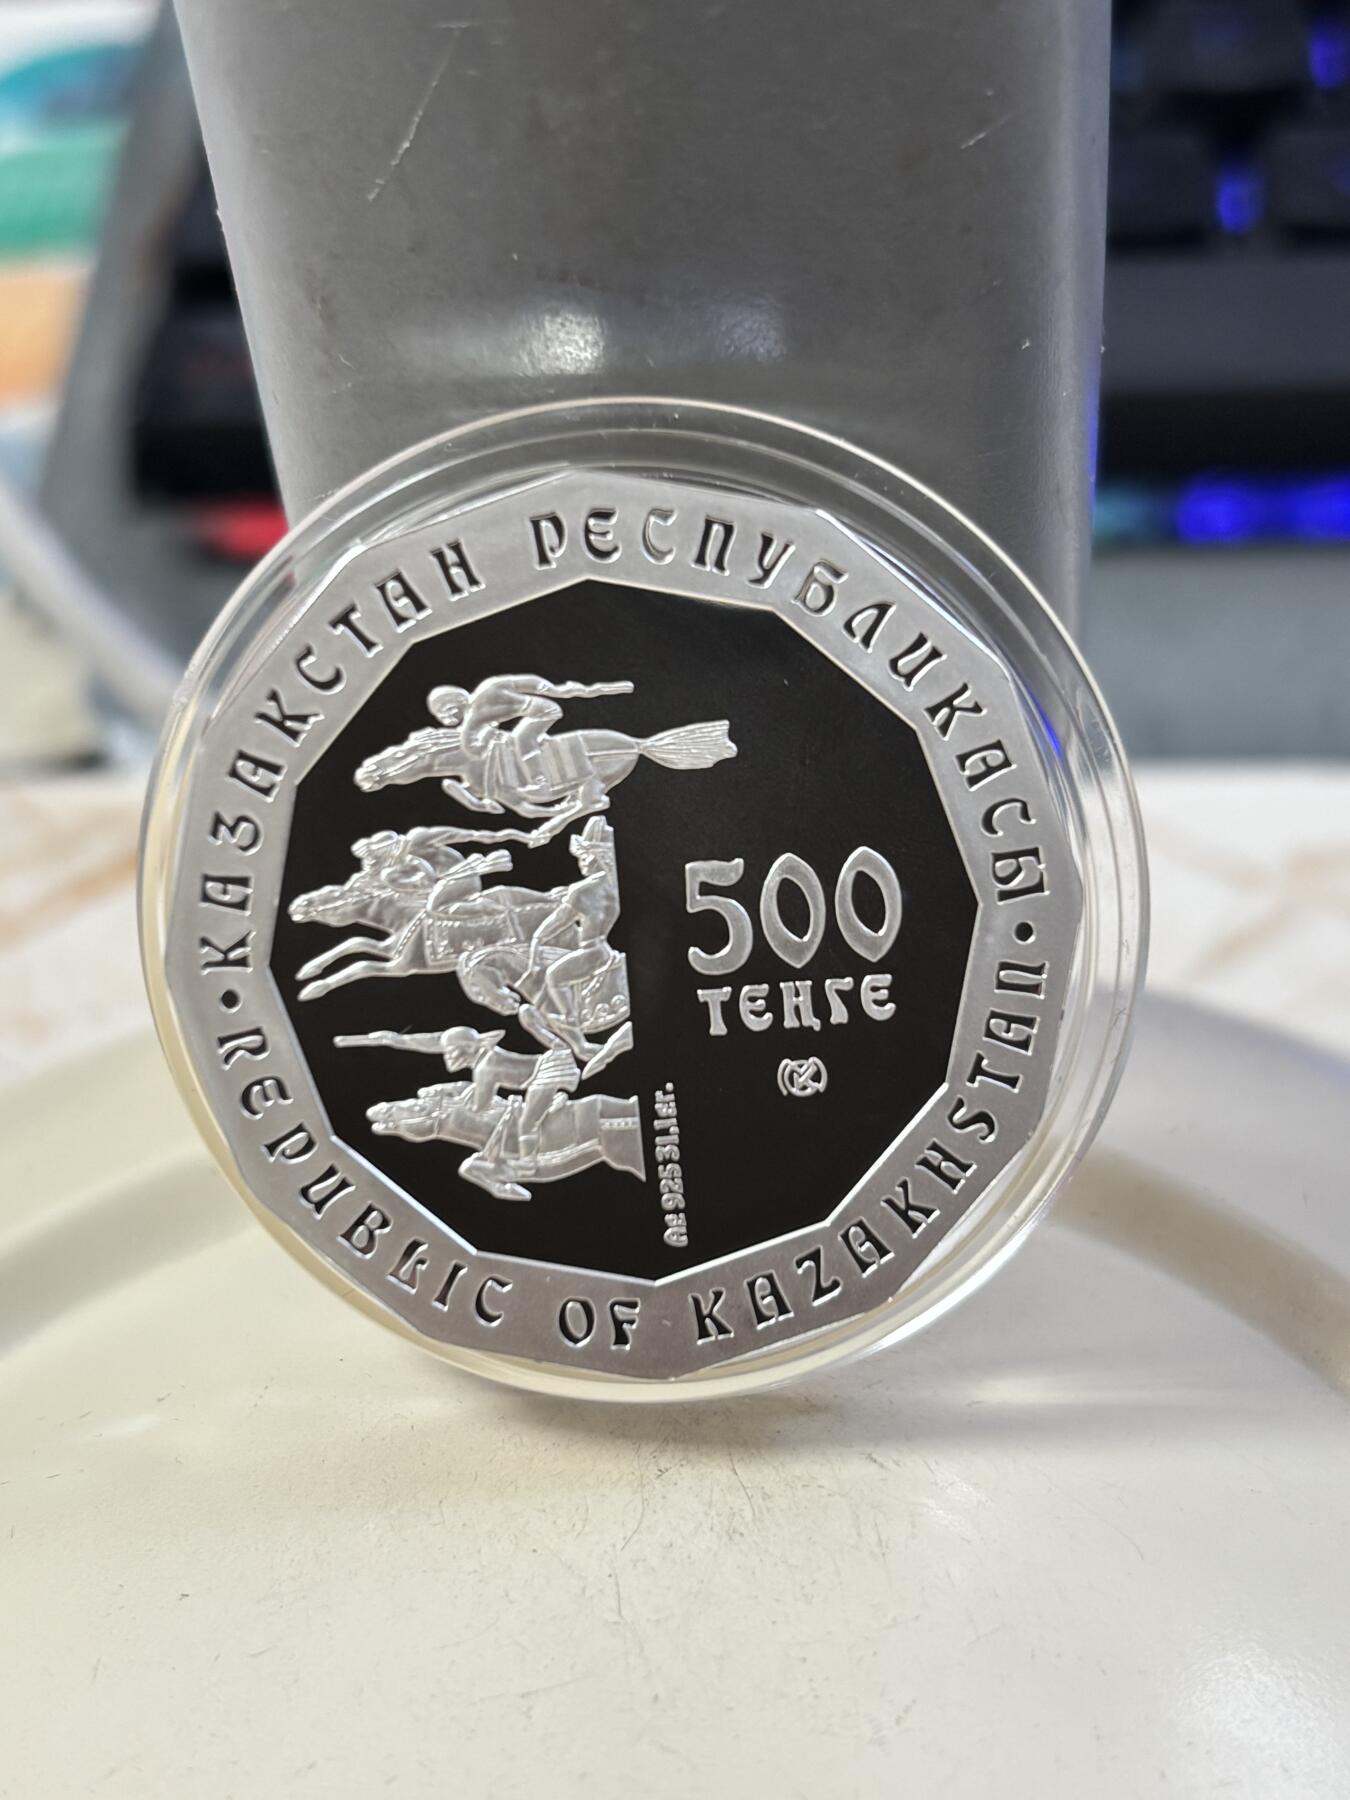 ҚАЗАҚСТАН РЕСПУБЛИКАСЫ
500
ТЕҢГЕ
Ag 925 31,1 gr.
REPUBLIC OF KAZAKHSTAN